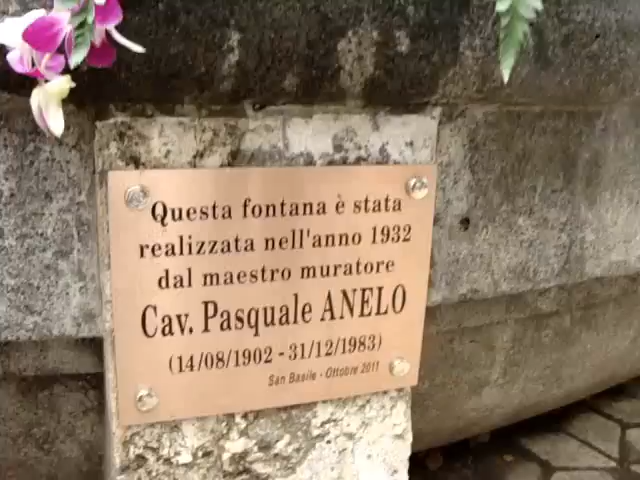 Questa fontana è stata
realizzata nell'anno 1932
dal maestro muratore
Cav. Pasquale ANELO
(14/08/1902 - 31/12/1983)
San Basile - Ottobre 2011